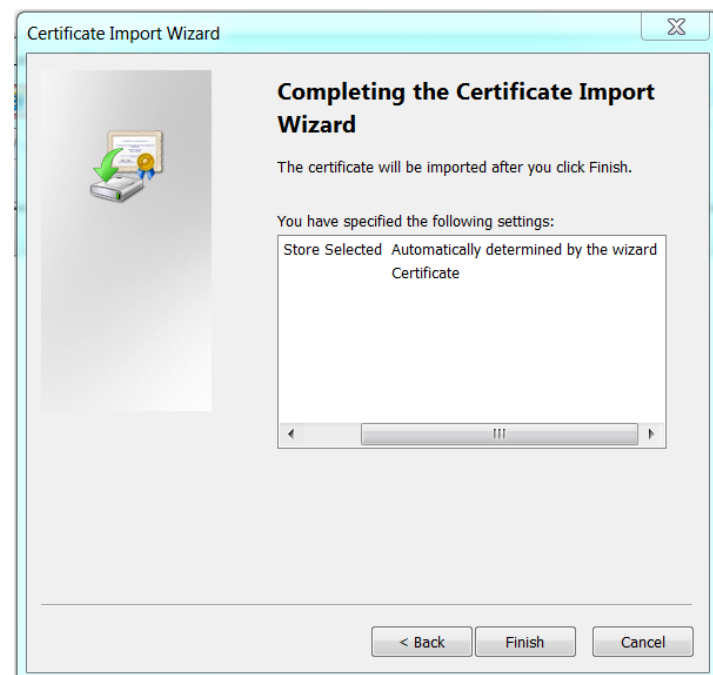 Certificate Import Wizard
Completing the Certificate Import
Wizard
The certificate will be imported after you click Finish.
You have specified the following settings:
Store Selected Automatically determined by the wizard
Certificate
< Back Finish Cancel